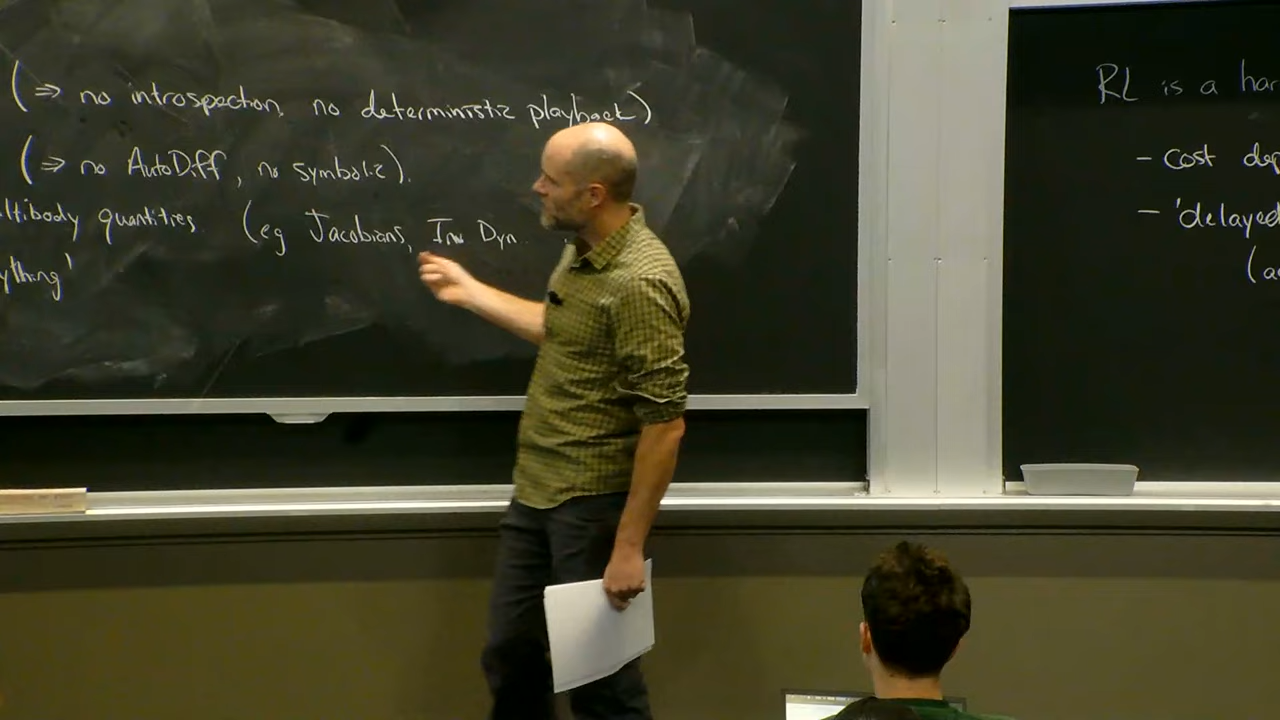 (⇒ no introspection, no deterministic playback)
(⇒ no AutoDiff, no symbolic).
ltibody quantities. (eg Jacobians, Inv Dyn.
ything'
RL is a har
- cost dep
- 'delayed
(a